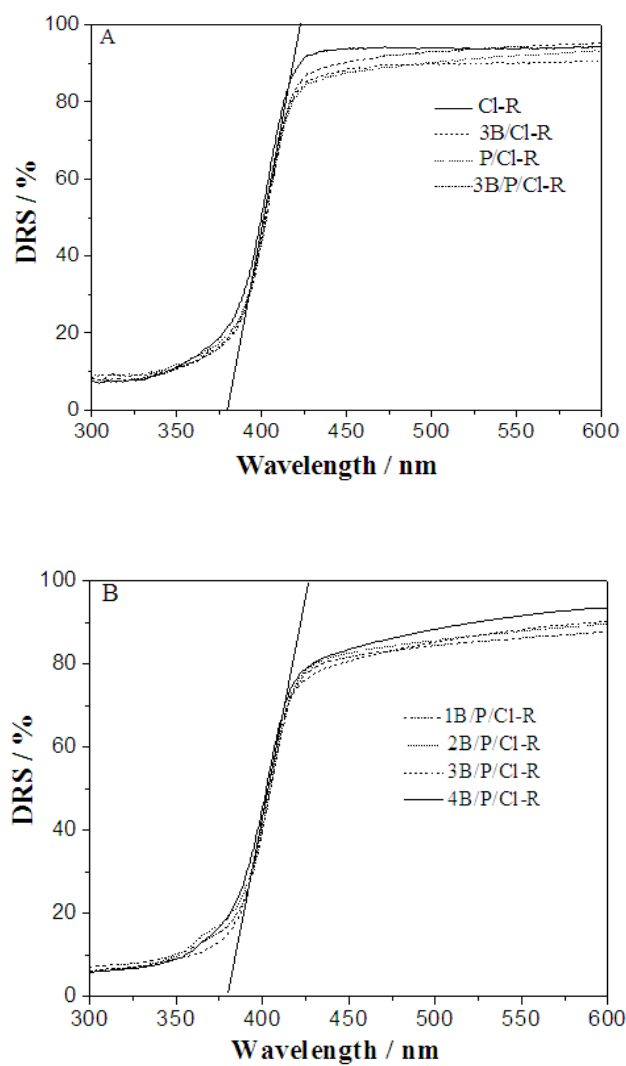 A
100
80
60
40
20
0
DRS / %
Cl-R
3B/Cl-R
P/Cl-R
3B/P/Cl-R
300 350 400 450 500 550 600
Wavelength / nm
B
100
80
60
40
20
0
DRS / %
1B/P/Cl-R
2B/P/Cl-R
3B/P/Cl-R
4B/P/Cl-R
300 350 400 450 500 550 600
Wavelength / nm